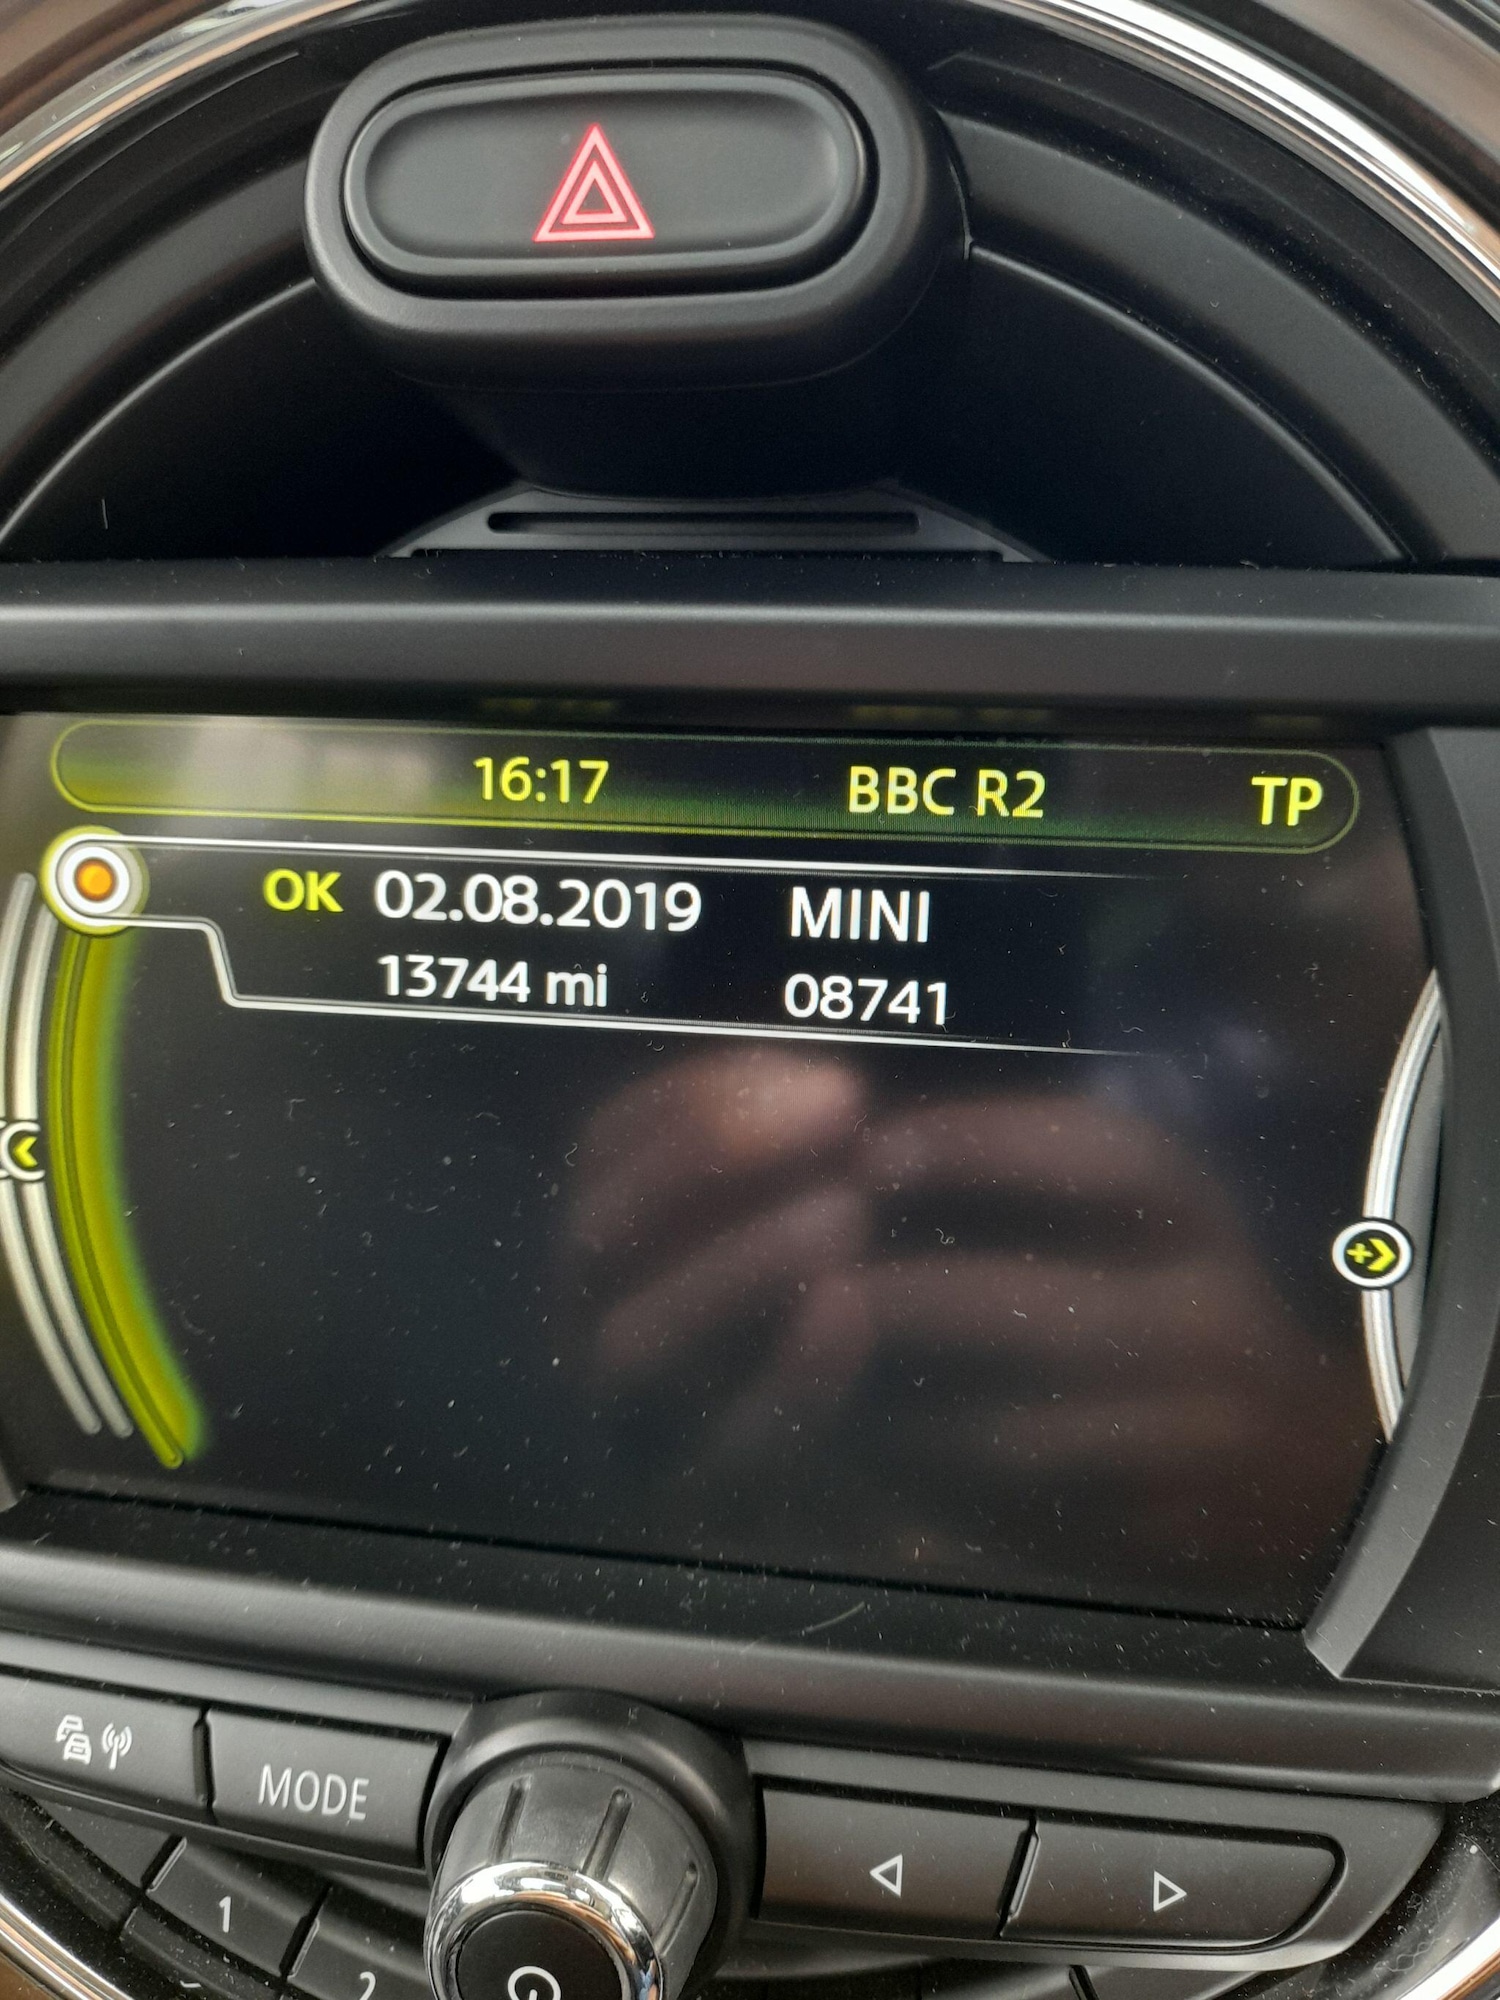 16:17 BBC R2 TP
OK 02.08.2019 MINI
13744 mi 08741
MODE
1
2